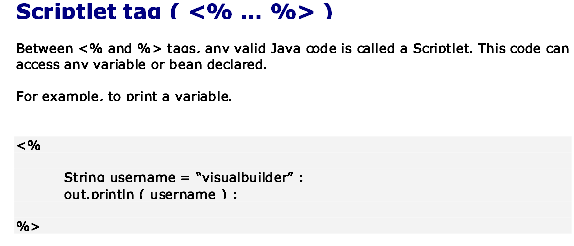 Scriptlet tag ( <% ... %> )
Between <% and %> tags, any valid Java code is called a Scriptlet. This code can
access any variable or bean declared.
For example, to print a variable.
<%
String username = “visualbuilder” ;
out.println ( username ) ;
%>